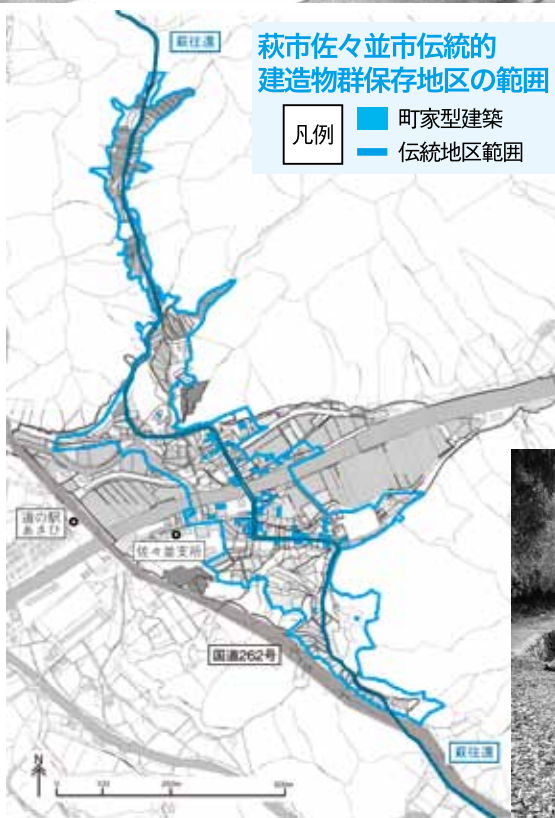 萩市佐々並市伝統的
建造物群保存地区の範囲
凡例
町家型建築
伝統地区範囲
萩往還
道の駅
あさひ
佐々並支所
国道262号
萩往還
N
0